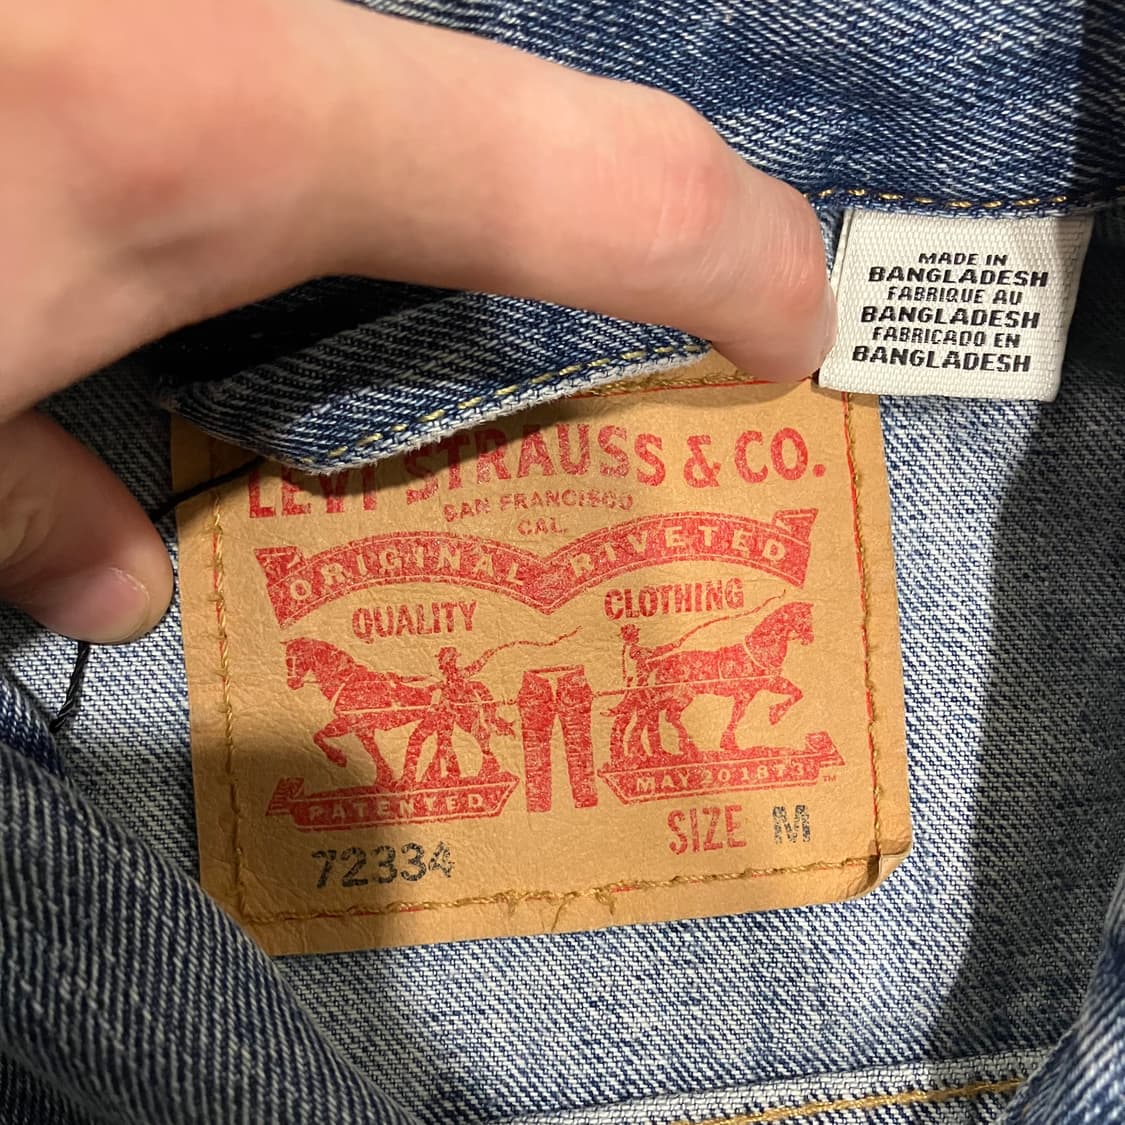 MADE IN
BANGLADESH
FABRIQUE AU
BANGLADESH
FABRICADO EN
BANGLADESH
LEVI STRAUSS & CO.
SAN FRANCISCO
CAL.
ORIGINAL RIVETED
QUALITY CLOTHING
PATENTED MAY 20 1873 TM
SIZE M
72334